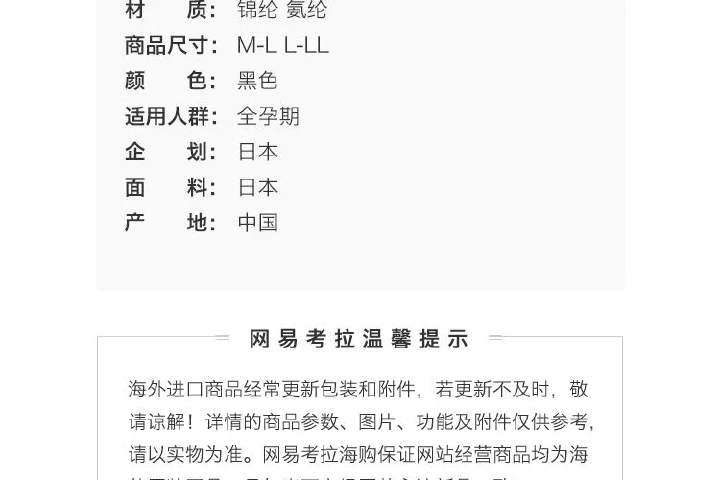 材 质: 锦纶 氨纶
商品尺寸: M-L L-LL
颜 色: 黑色
适用人群: 全孕期
企 划: 日本
面 料: 日本
产 地: 中国
网易考拉温馨提示
海外进口商品经常更新包装和附件，若更新不及时，敬
请谅解！详情的商品参数、图片、功能及附件仅供参考,
请以实物为准。网易考拉海购保证网站经营商品均为海